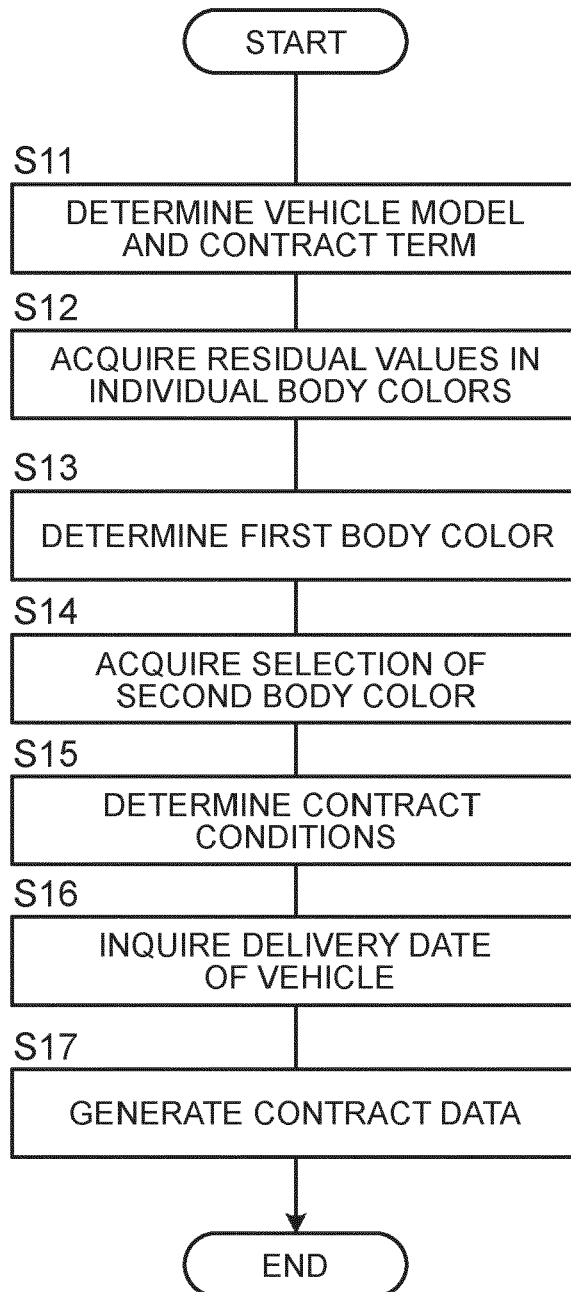 START
S11
DETERMINE VEHICLE MODEL
AND CONTRACT TERM
S12
ACQUIRE RESIDUAL VALUES IN
INDIVIDUAL BODY COLORS
S13
DETERMINE FIRST BODY COLOR
S14
ACQUIRE SELECTION OF
SECOND BODY COLOR
S15
DETERMINE CONTRACT
CONDITIONS
S16
INQUIRE DELIVERY DATE
OF VEHICLE
S17
GENERATE CONTRACT DATA
END